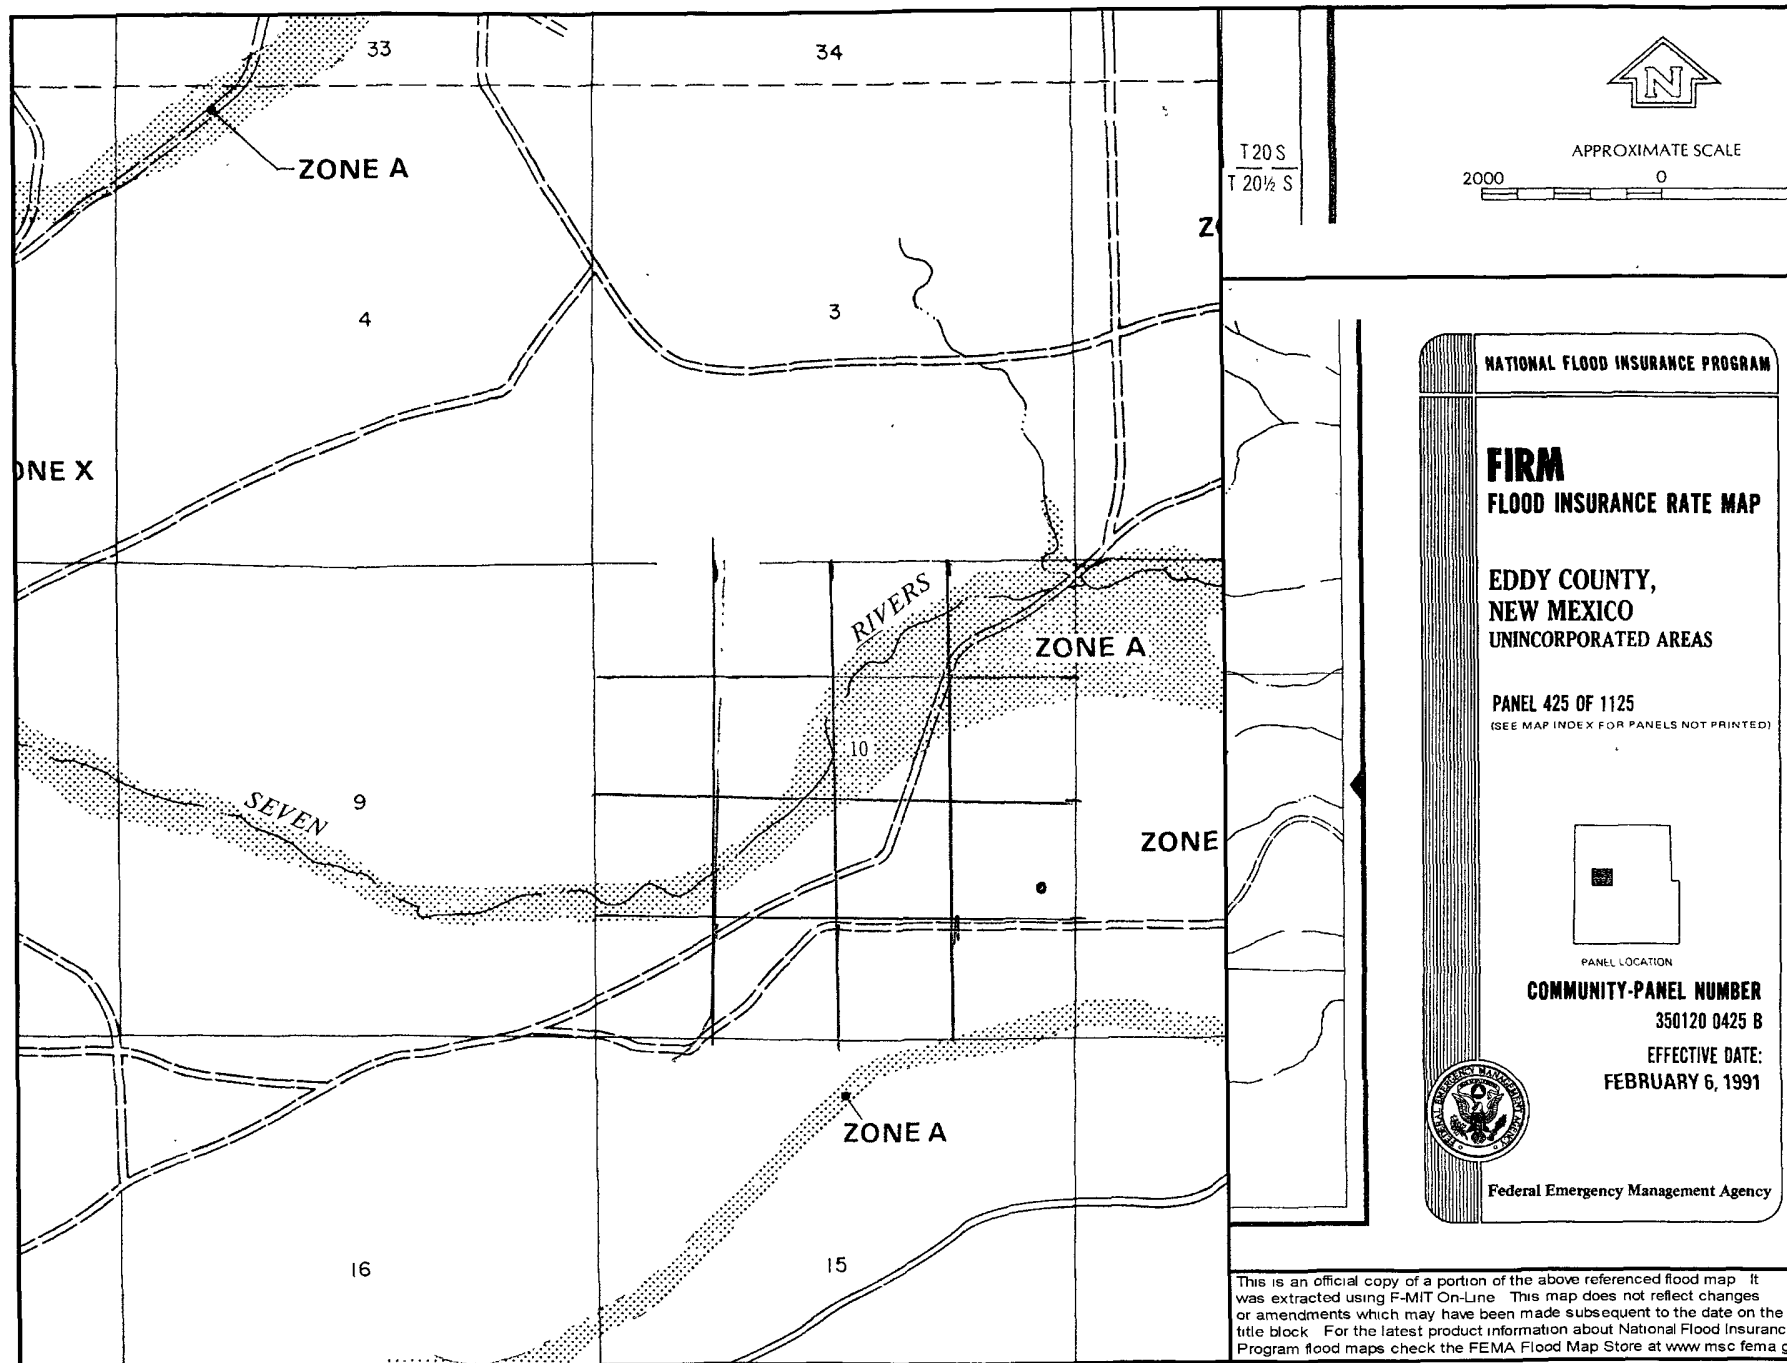 33
34
ZONE A
4
3
ONE X
RIVERS
ZONE A
10
9
SEVEN
ZONE
ZONE A
16
15
T 20 S
T 20½ S
N
APPROXIMATE SCALE
2000 0
NATIONAL FLOOD INSURANCE PROGRAM
FIRM
FLOOD INSURANCE RATE MAP
EDDY COUNTY,
NEW MEXICO
UNINCORPORATED AREAS
PANEL 425 OF 1125
(SEE MAP INDEX FOR PANELS NOT PRINTED)
PANEL LOCATION
COMMUNITY-PANEL NUMBER
350120 0425 B
EFFECTIVE DATE:
FEBRUARY 6, 1991
FEDERAL EMERGENCY MANAGEMENT AGENCY
Federal Emergency Management Agency
This is an official copy of a portion of the above referenced flood map It
was extracted using F-MIT On-Line This map does not reflect changes
or amendments which may have been made subsequent to the date on the
title block For the latest product information about National Flood Insuranc
Program flood maps check the FEMA Flood Map Store at www msc fema